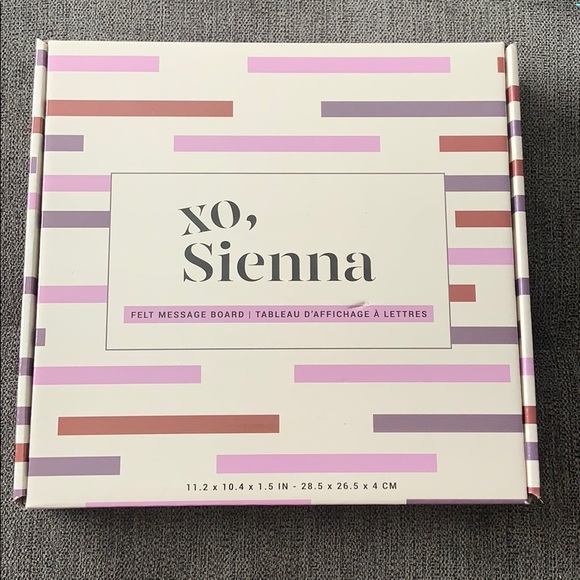 xo,
Sienna
FELT MESSAGE BOARD | TABLEAU D'AFFICHAGE À LETTRES
11.2 x 10.4 x 1.5 IN - 28.5 x 26.5 x 4 CM